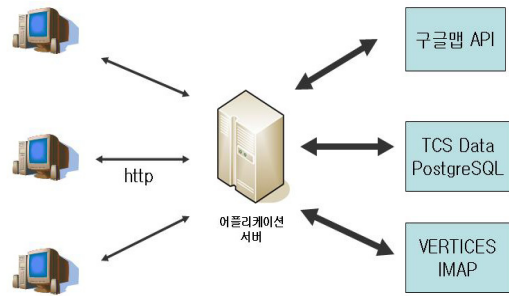 구글맵 API
http
TCS Data
PostgreSQL
어플리케이션
서버
VERTICES
IMAP